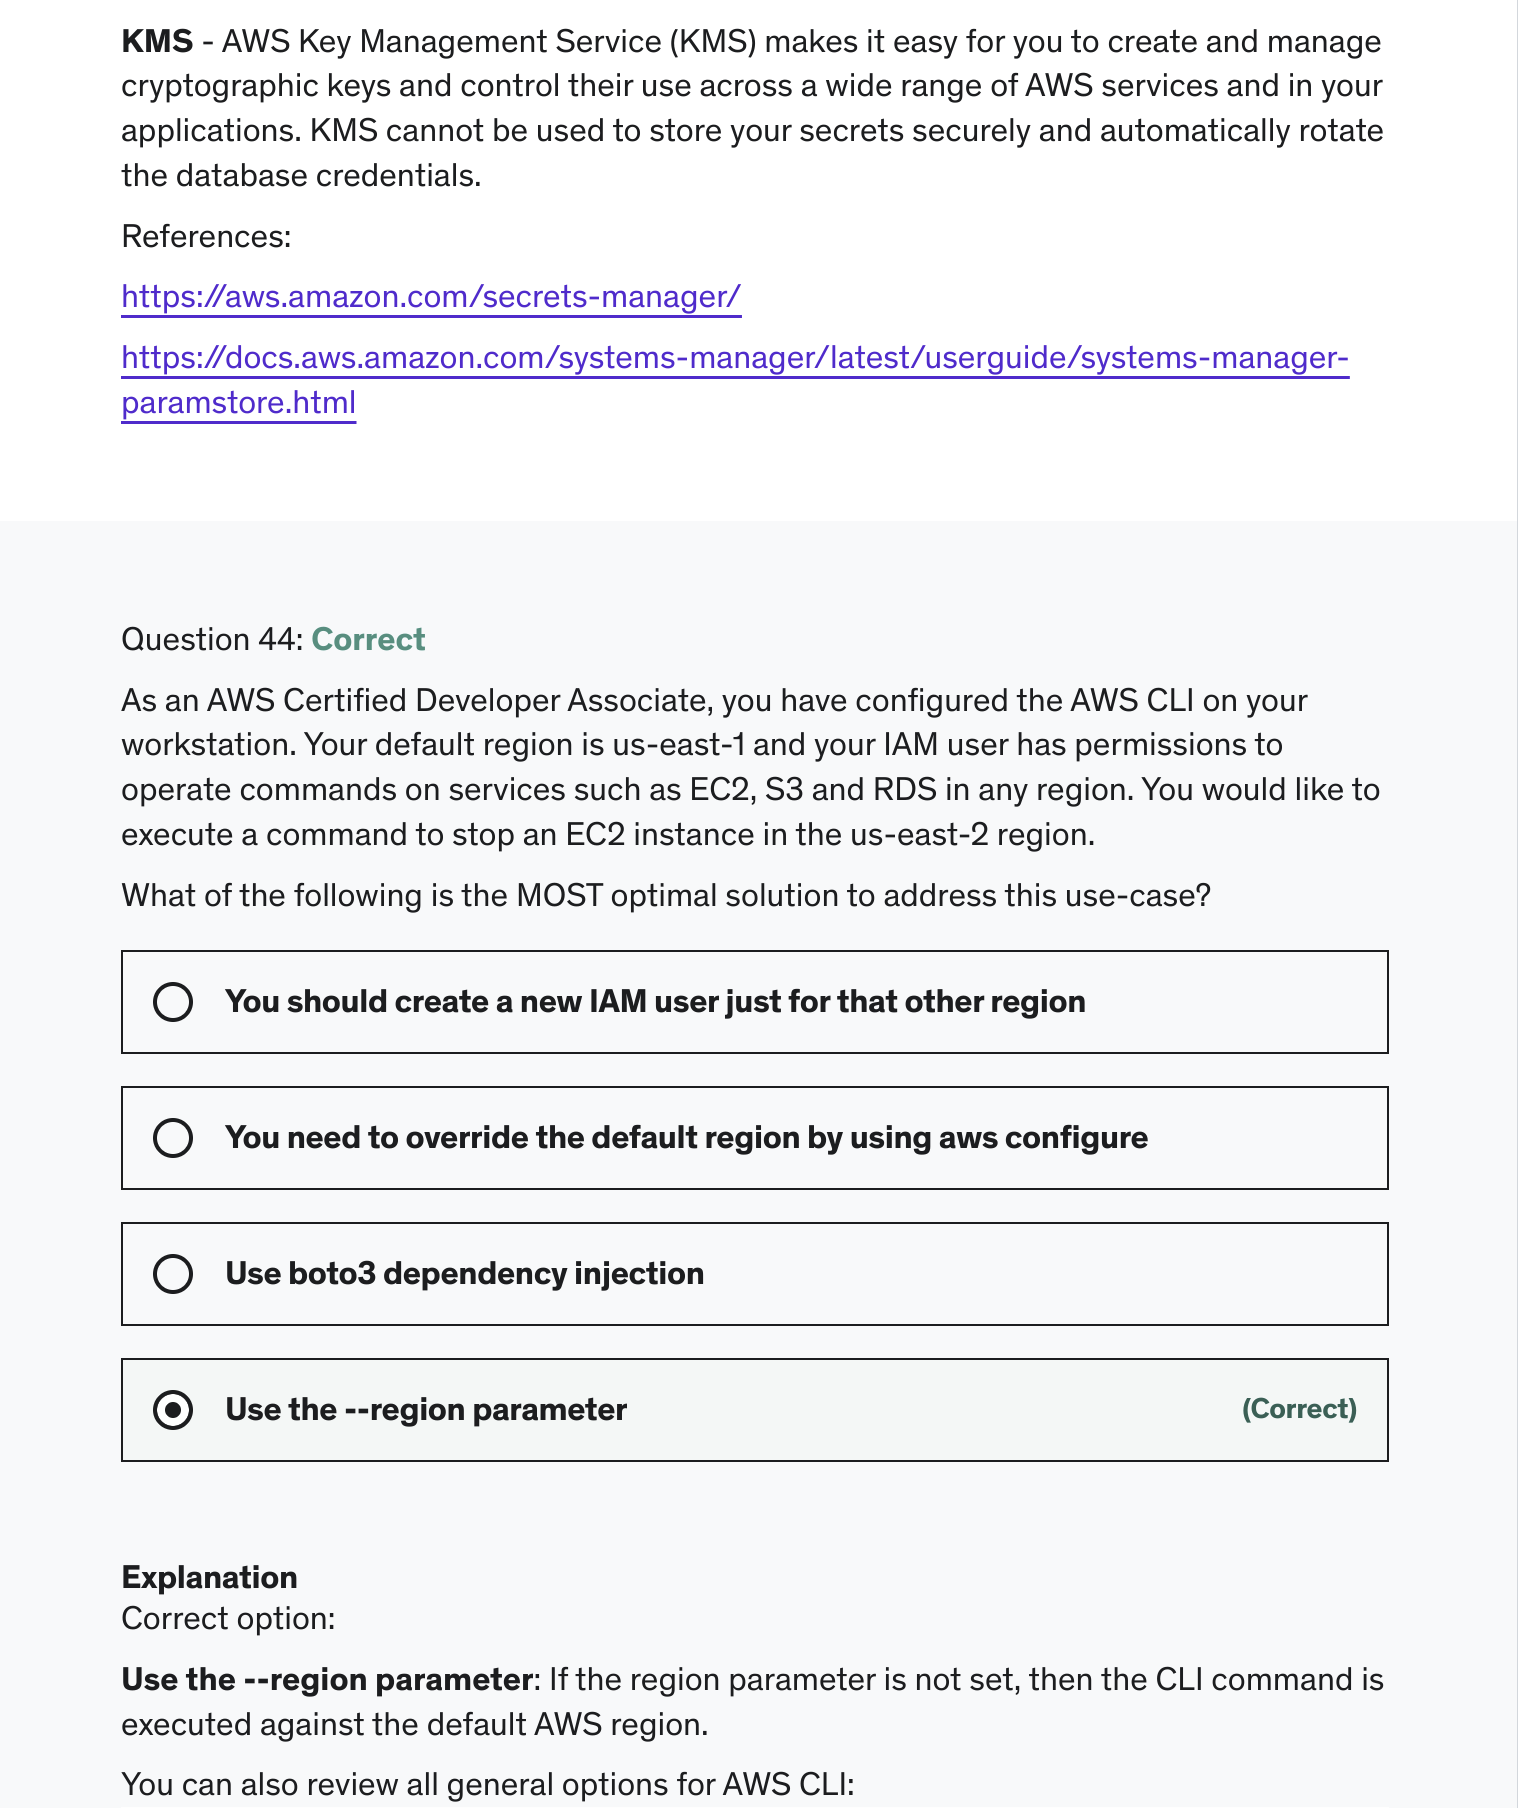 KMS - AWS Key Management Service (KMS) makes it easy for you to create and manage
cryptographic keys and control their use across a wide range of AWS services and in your
applications. KMS cannot be used to store your secrets securely and automatically rotate
the database credentials.
References:
https://aws.amazon.com/secrets-manager/
https://docs.aws.amazon.com/systems-manager/latest/userguide/systems-manager-
paramstore.html
Question 44: Correct
As an AWS Certified Developer Associate, you have configured the AWS CLI on your
workstation. Your default region is us-east-1 and your IAM user has permissions to
operate commands on services such as EC2, S3 and RDS in any region. You would like to
execute a command to stop an EC2 instance in the us-east-2 region.
What of the following is the MOST optimal solution to address this use-case?
You should create a new IAM user just for that other region
You need to override the default region by using aws configure
Use boto3 dependency injection
Use the --region parameter (Correct)
Explanation
Correct option:
Use the --region parameter: If the region parameter is not set, then the CLI command is
executed against the default AWS region.
You can also review all general options for AWS CLI: